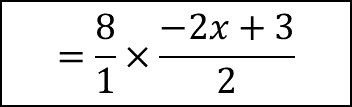 = 8/1 × (−2x + 3)/2